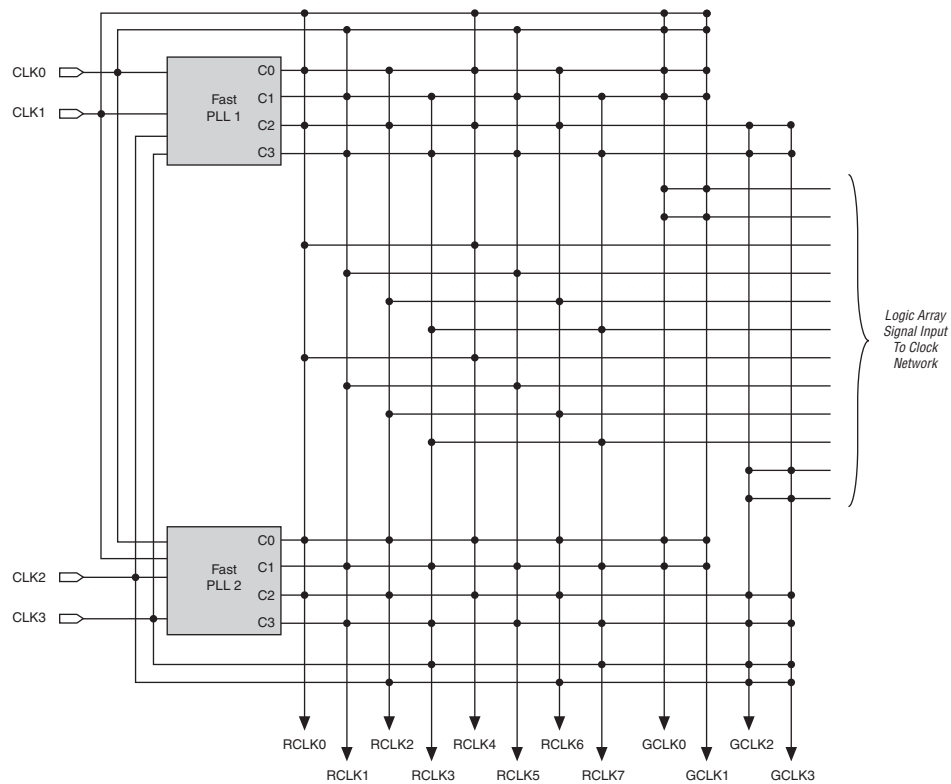 CLK0
CLK1
Fast
PLL 1
C0
C1
C2
C3
Logic Array
Signal Input
To Clock
Network
CLK2
CLK3
Fast
PLL 2
C0
C1
C2
C3
RCLK0
RCLK2
RCLK4
RCLK6
GCLK0
GCLK2
RCLK1
RCLK3
RCLK5
RCLK7
GCLK1
GCLK3